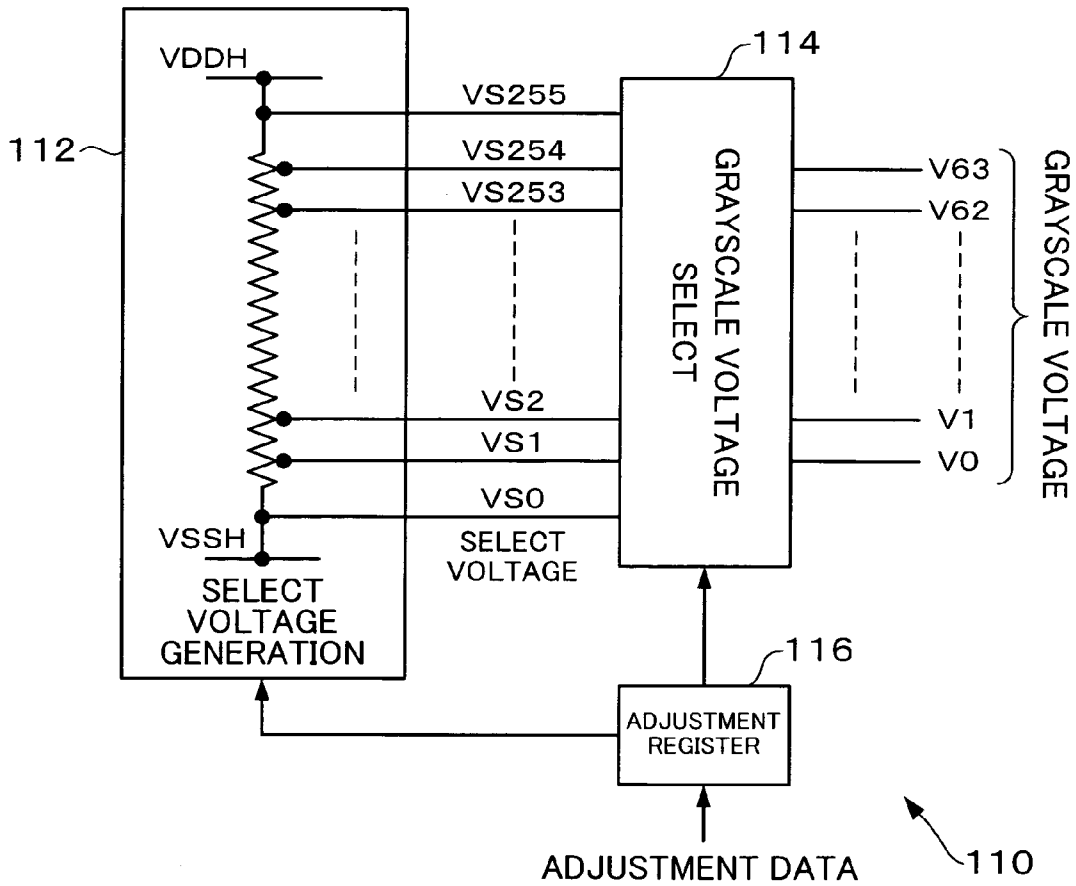 VDDH
112
VSSH
SELECT
VOLTAGE
GENERATION
VS255
VS254
VS253
VS2
VS1
VS0
SELECT
VOLTAGE
114
GRAYSCALE VOLTAGE
SELECT
V63
V62
V1
V0
GRAYSCALE VOLTAGE
116
ADJUSTMENT
REGISTER
ADJUSTMENT DATA
110